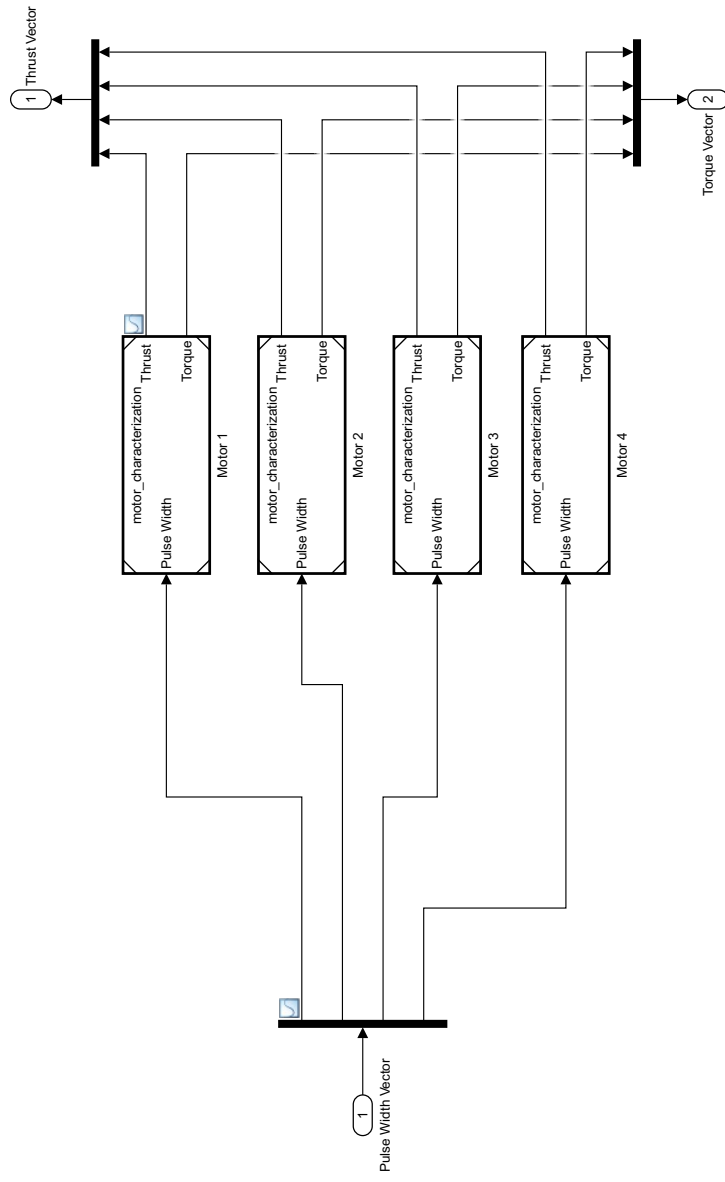 1
Pulse Width Vector
motor_characterization
Pulse Width
Thrust
Torque
Motor 1
motor_characterization
Pulse Width
Thrust
Torque
Motor 2
motor_characterization
Pulse Width
Thrust
Torque
Motor 3
motor_characterization
Pulse Width
Thrust
Torque
Motor 4
1
Thrust Vector
2
Torque Vector